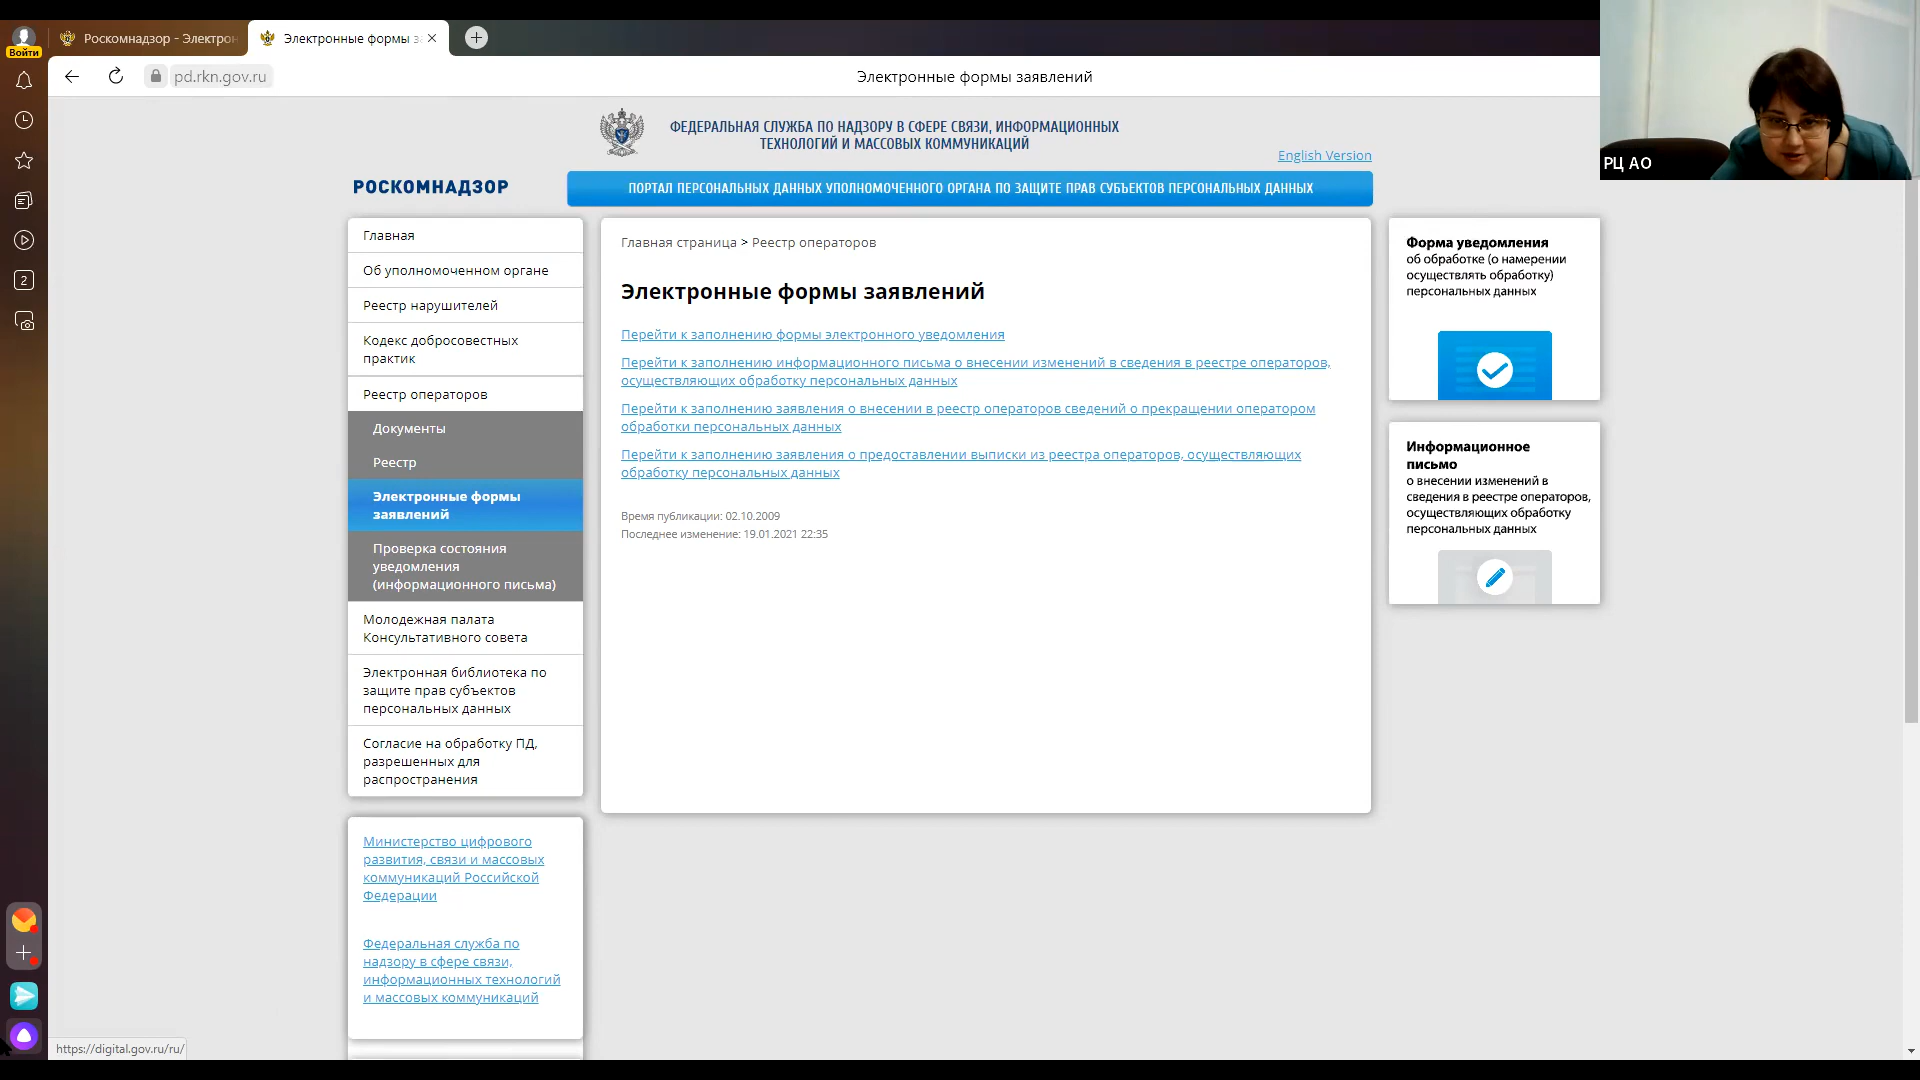 Войти
Роскомнадзор - Электрон
Электронные формы за
pd.rkn.gov.ru
Электронные формы заявлений
РЦ АО
2
ФЕДЕРАЛЬНАЯ СЛУЖБА ПО НАДЗОРУ В СФЕРЕ СВЯЗИ, ИНФОРМАЦИОННЫХ
ТЕХНОЛОГИЙ И МАССОВЫХ КОММУНИКАЦИЙ
English Version
РОСКОМНАДЗОР
ПОРТАЛ ПЕРСОНАЛЬНЫХ ДАННЫХ УПОЛНОМОЧЕННОГО ОРГАНА ПО ЗАЩИТЕ ПРАВ СУБЪЕКТОВ ПЕРСОНАЛЬНЫХ ДАННЫХ
Главная
Об уполномоченном органе
Реестр нарушителей
Кодекс добросовестных
практик
Реестр операторов
Документы
Реестр
Электронные формы
заявлений
Проверка состояния
уведомления
(информационного письма)
Молодежная палата
Консультативного совета
Электронная библиотека по
защите прав субъектов
персональных данных
Согласие на обработку ПД,
разрешенных для
распространения
Министерство цифрового
развития, связи и массовых
коммуникаций Российской
Федерации
Федеральная служба по
надзору в сфере связи,
информационных технологий
и массовых коммуникаций
Главная страница > Реестр операторов
Электронные формы заявлений
Перейти к заполнению формы электронного уведомления
Перейти к заполнению информационного письма о внесении изменений в сведения в реестре операторов,
осуществляющих обработку персональных данных
Перейти к заполнению заявления о внесении в реестр операторов сведений о прекращении оператором
обработки персональных данных
Перейти к заполнению заявления о предоставлении выписки из реестра операторов, осуществляющих
обработку персональных данных
Время публикации: 02.10.2009
Последнее изменение: 19.01.2021 22:35
Форма уведомления
об обработке (о намерении
осуществлять обработку)
персональных данных
Информационное
письмо
о внесении изменений в
сведения в реестре операторов,
осуществляющих обработку
персональных данных
https://digital.gov.ru/ru/